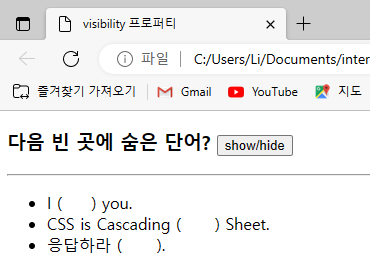 visibility 프로퍼티
파일 C:/Users/Li/Documents/inter
즐겨찾기 가져오기 Gmail YouTube 지도
다음 빈 곳에 숨은 단어? show/hide
I (      ) you.
CSS is Cascading (      ) Sheet.
응답하라 (      ).